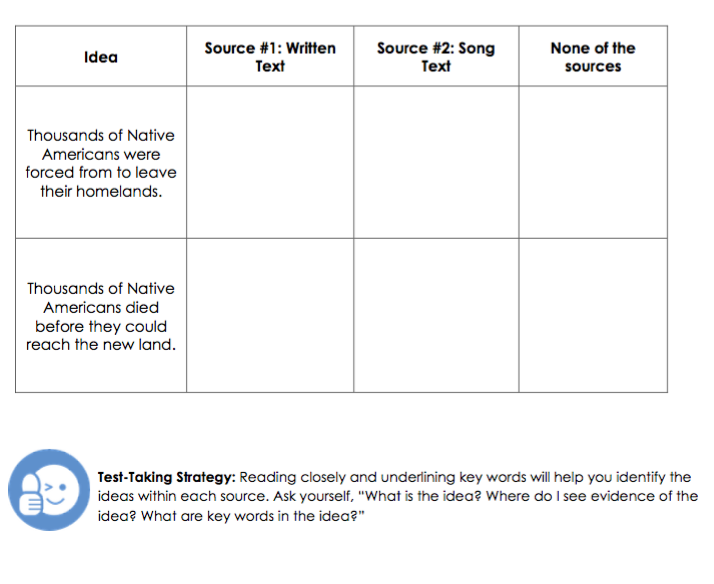 Idea
Source #1: Written
Text
Source #2: Song
Text
None of the
sources
Thousands of Native
Americans were
forced from to leave
their homelands.
Thousands of Native
Americans died
before they could
reach the new land.
Test-Taking Strategy: Reading closely and underlining key words will help you identify the
ideas within each source. Ask yourself, "What is the idea? Where do I see evidence of the
idea? What are key words in the idea?"